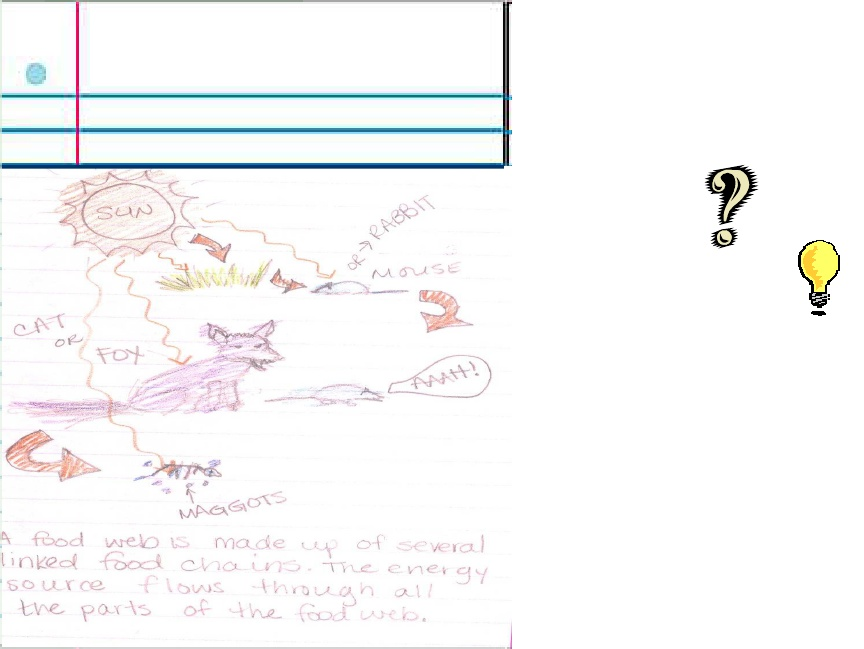 SUN
OR → RABBIT
MOUSE
CAT
OR
FOX
AAAH!
MAGGOTS
A food web is made up of several
linked food chains. The energy
source flows through all
the parts of the food web.
?